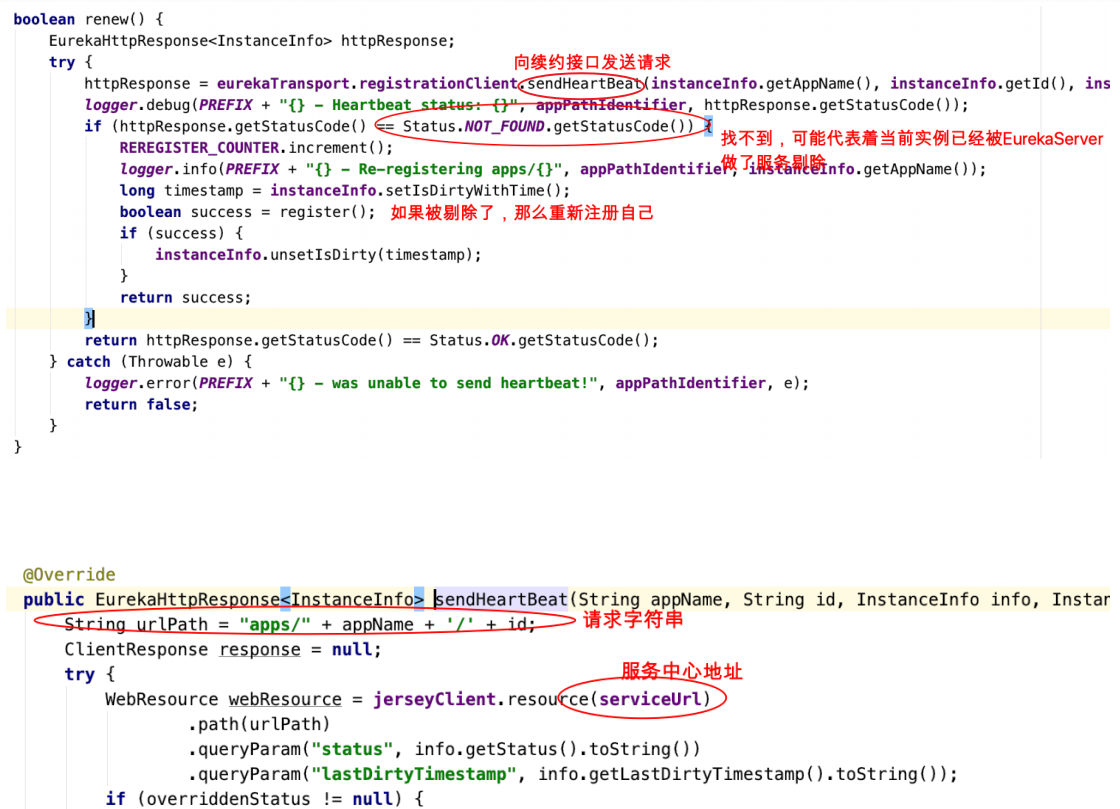 boolean renew() {
EurekaHttpResponse<InstanceInfo> httpResponse;
try {
向续约接口发送请求
httpResponse = eurekaTransport.registrationClient.sendHeartBeat(instanceInfo.getAppName(), instanceInfo.getId(), ins
logger.debug(PREFIX + "{} - Heartbeat status: {}", appPathIdentifier, httpResponse.getStatusCode());
if (httpResponse.getStatusCode() == Status.NOT_FOUND.getStatusCode()) {
找不到，可能代表着当前实例已经被EurekaServer
做了服务剔除
REREGISTER_COUNTER.increment();
logger.info(PREFIX + "{} - Re-registering apps/{}", appPathIdentifier, instanceInfo.getAppName());
long timestamp = instanceInfo.setIsDirtyWithTime();
boolean success = register(); 如果被剔除了，那么重新注册自己
if (success) {
instanceInfo.unsetIsDirty(timestamp);
}
return success;
}
return httpResponse.getStatusCode() == Status.OK.getStatusCode();
} catch (Throwable e) {
logger.error(PREFIX + "{} - was unable to send heartbeat!", appPathIdentifier, e);
return false;
}
}
@Override
public EurekaHttpResponse<InstanceInfo> sendHeartBeat(String appName, String id, InstanceInfo info, Instan
String urlPath = "apps/" + appName + '/' + id; 请求字符串
ClientResponse response = null;
try {
服务中心地址
WebResource webResource = jerseyClient.resource(serviceUrl)
.path(urlPath)
.queryParam("status", info.getStatus().toString())
.queryParam("lastDirtyTimestamp", info.getLastDirtyTimestamp().toString());
if (overriddenStatus != null) {